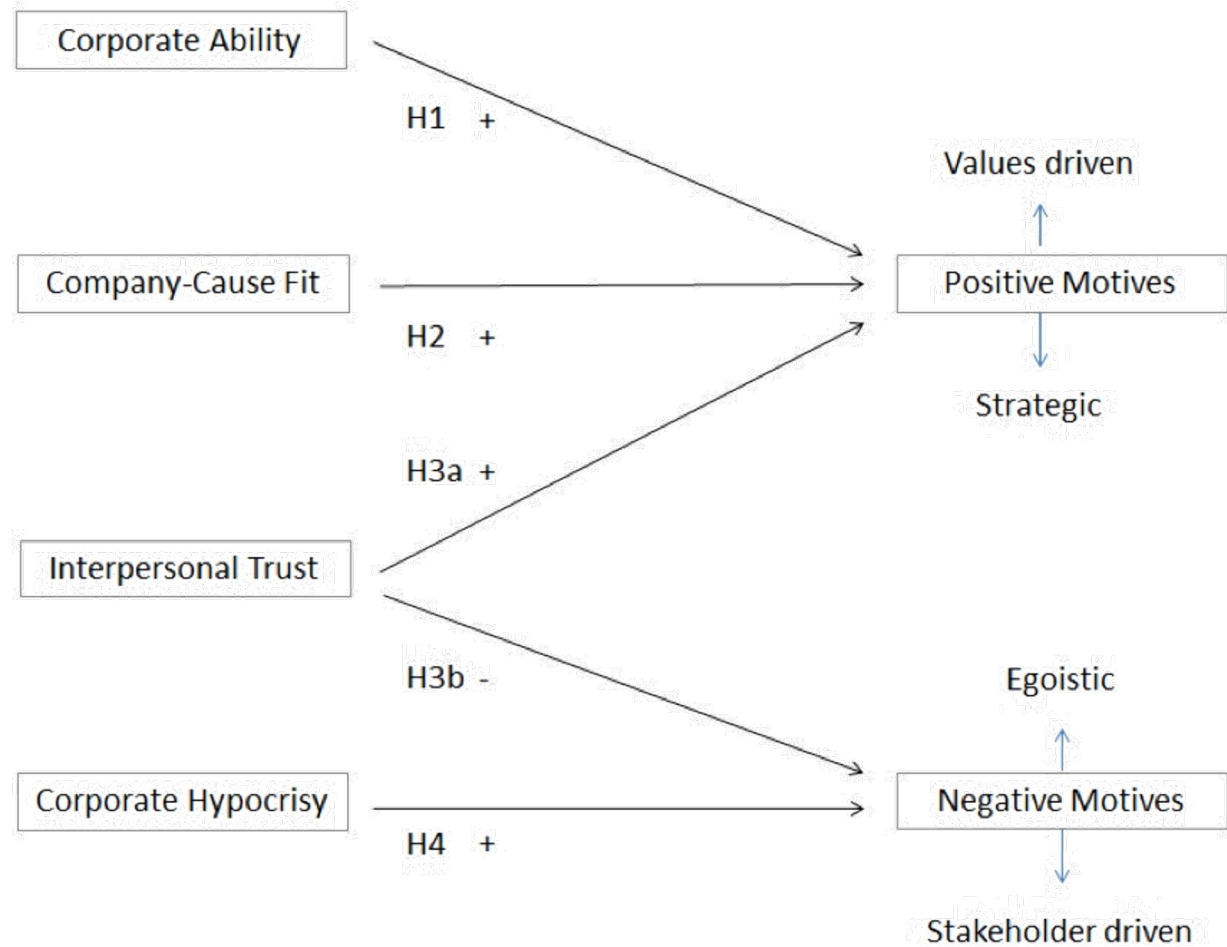 Corporate Ability
H1 +
Values driven
Company-Cause Fit
Positive Motives
H2 +
Strategic
H3a +
Interpersonal Trust
H3b -
Egoistic
Corporate Hypocrisy
Negative Motives
H4 +
Stakeholder driven